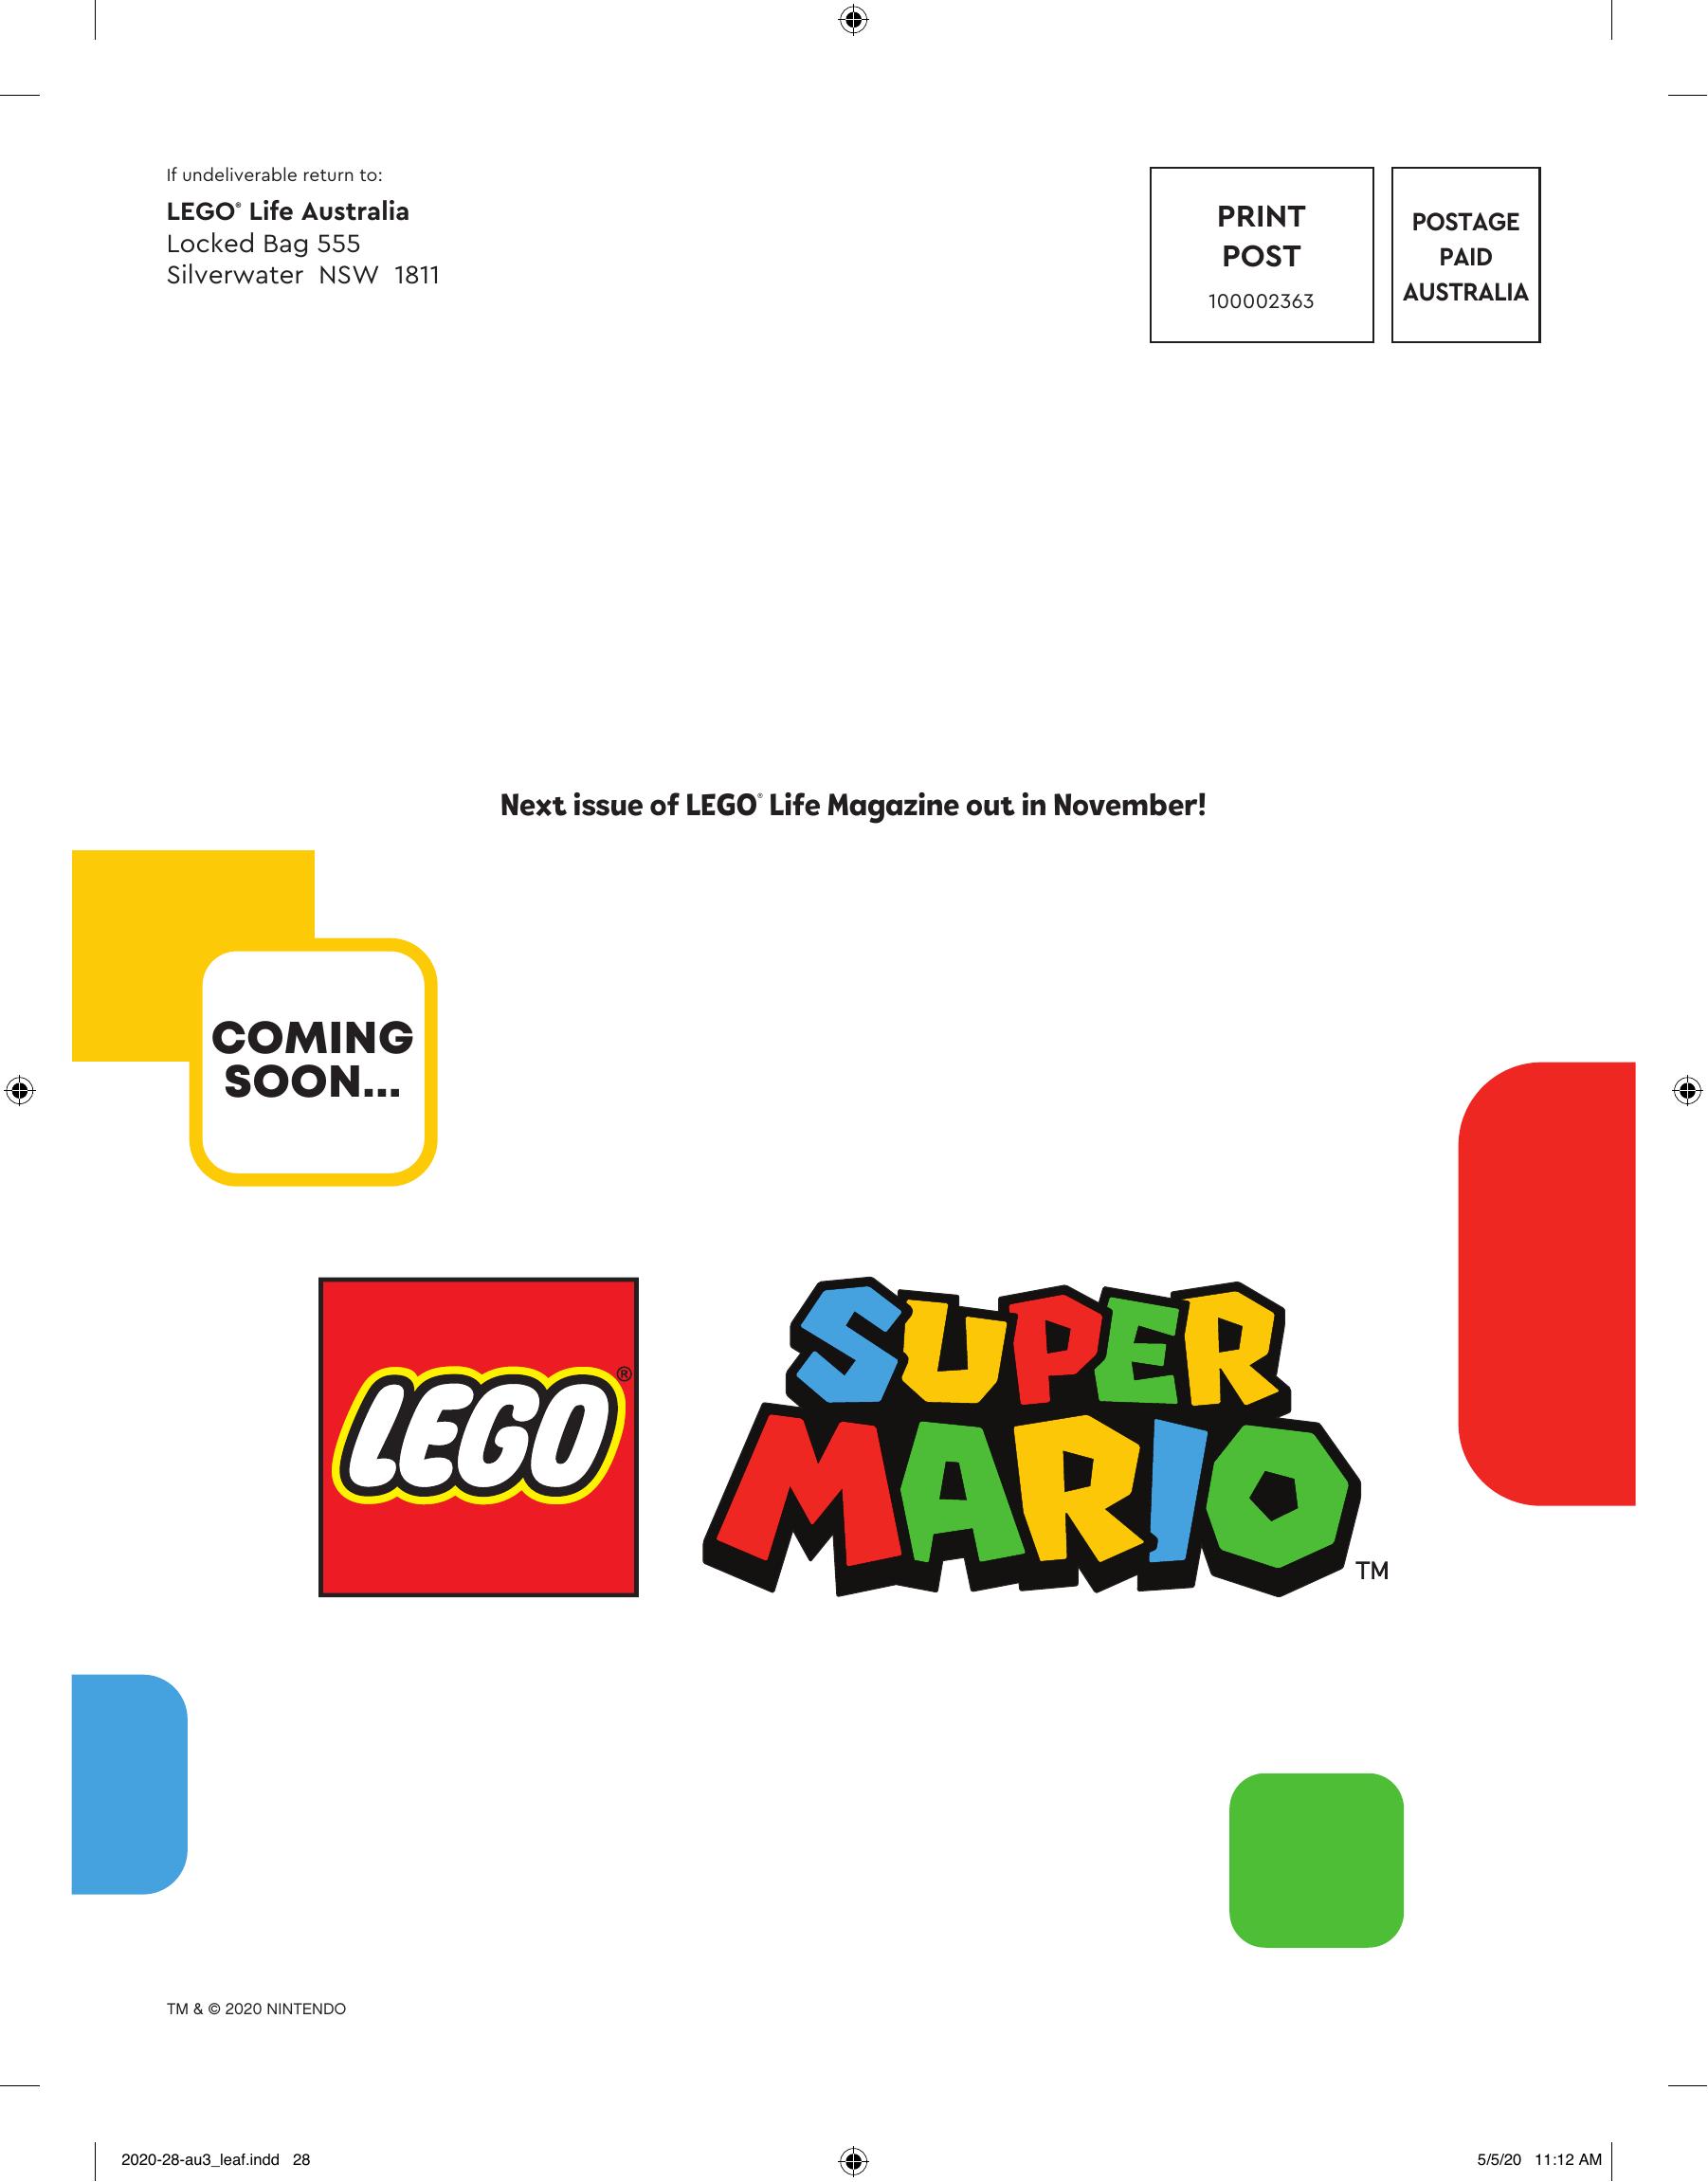 If undeliverable return to:
LEGO® Life Australia
Locked Bag 555
Silverwater NSW 1811
PRINT
POST
100002363
POSTAGE
PAID
AUSTRALIA
Next issue of LEGO® Life Magazine out in November!
COMING
SOON...
LEGO®
SUPER
MARIO™
TM & © 2020 NINTENDO
2020-28-au3_leaf.indd 28
5/5/20 11:12 AM